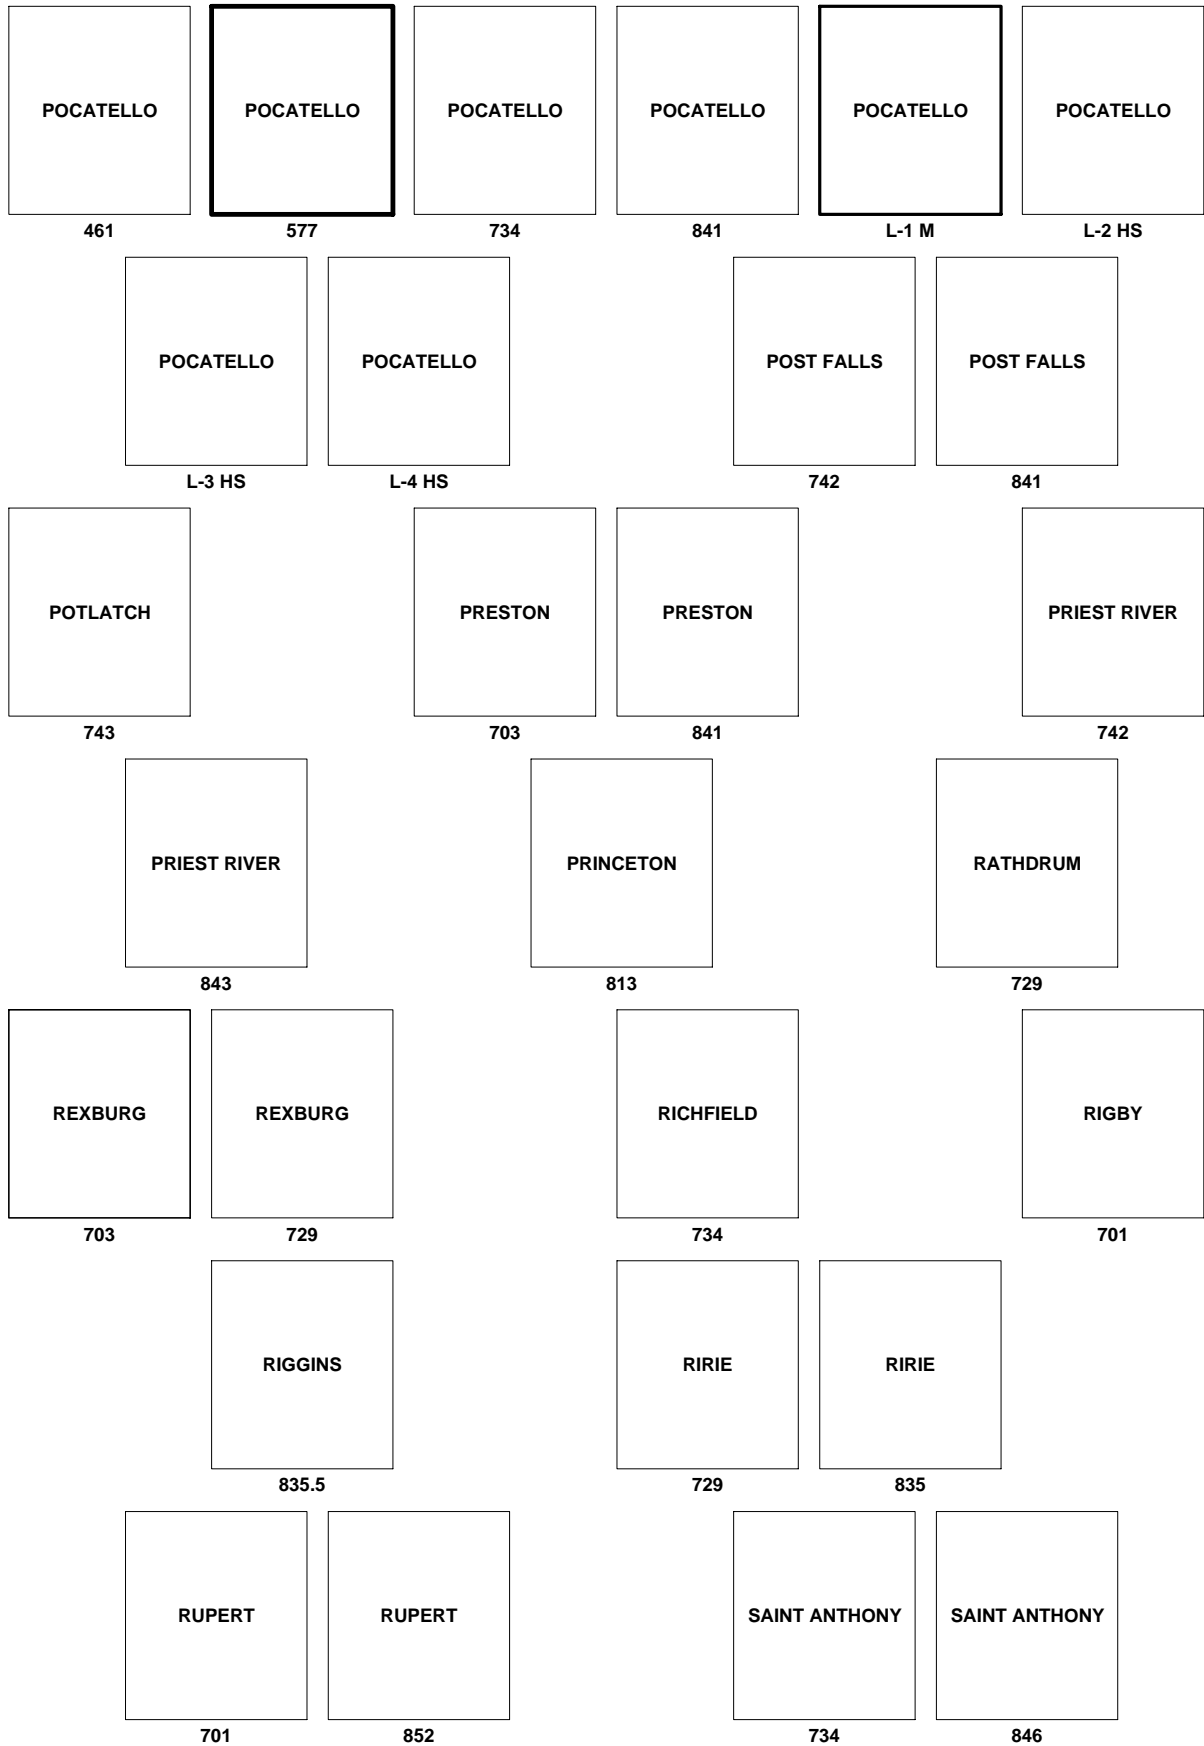 POCATELLO POCATELLO POCATELLO POCATELLO POCATELLO POCATELLO
461 577 734 841 L-1 M L-2 HS
POCATELLO POCATELLO POST FALLS POST FALLS
L-3 HS L-4 HS 742 841
POTLATCH PRESTON PRESTON PRIEST RIVER
743 703 841 742
PRIEST RIVER PRINCETON RATHDRUM
843 813 729
REXBURG REXBURG RICHFIELD RIGBY
703 729 734 701
RIGGINS RIRIE RIRIE
835.5 729 835
RUPERT RUPERT SAINT ANTHONY SAINT ANTHONY
701 852 734 846